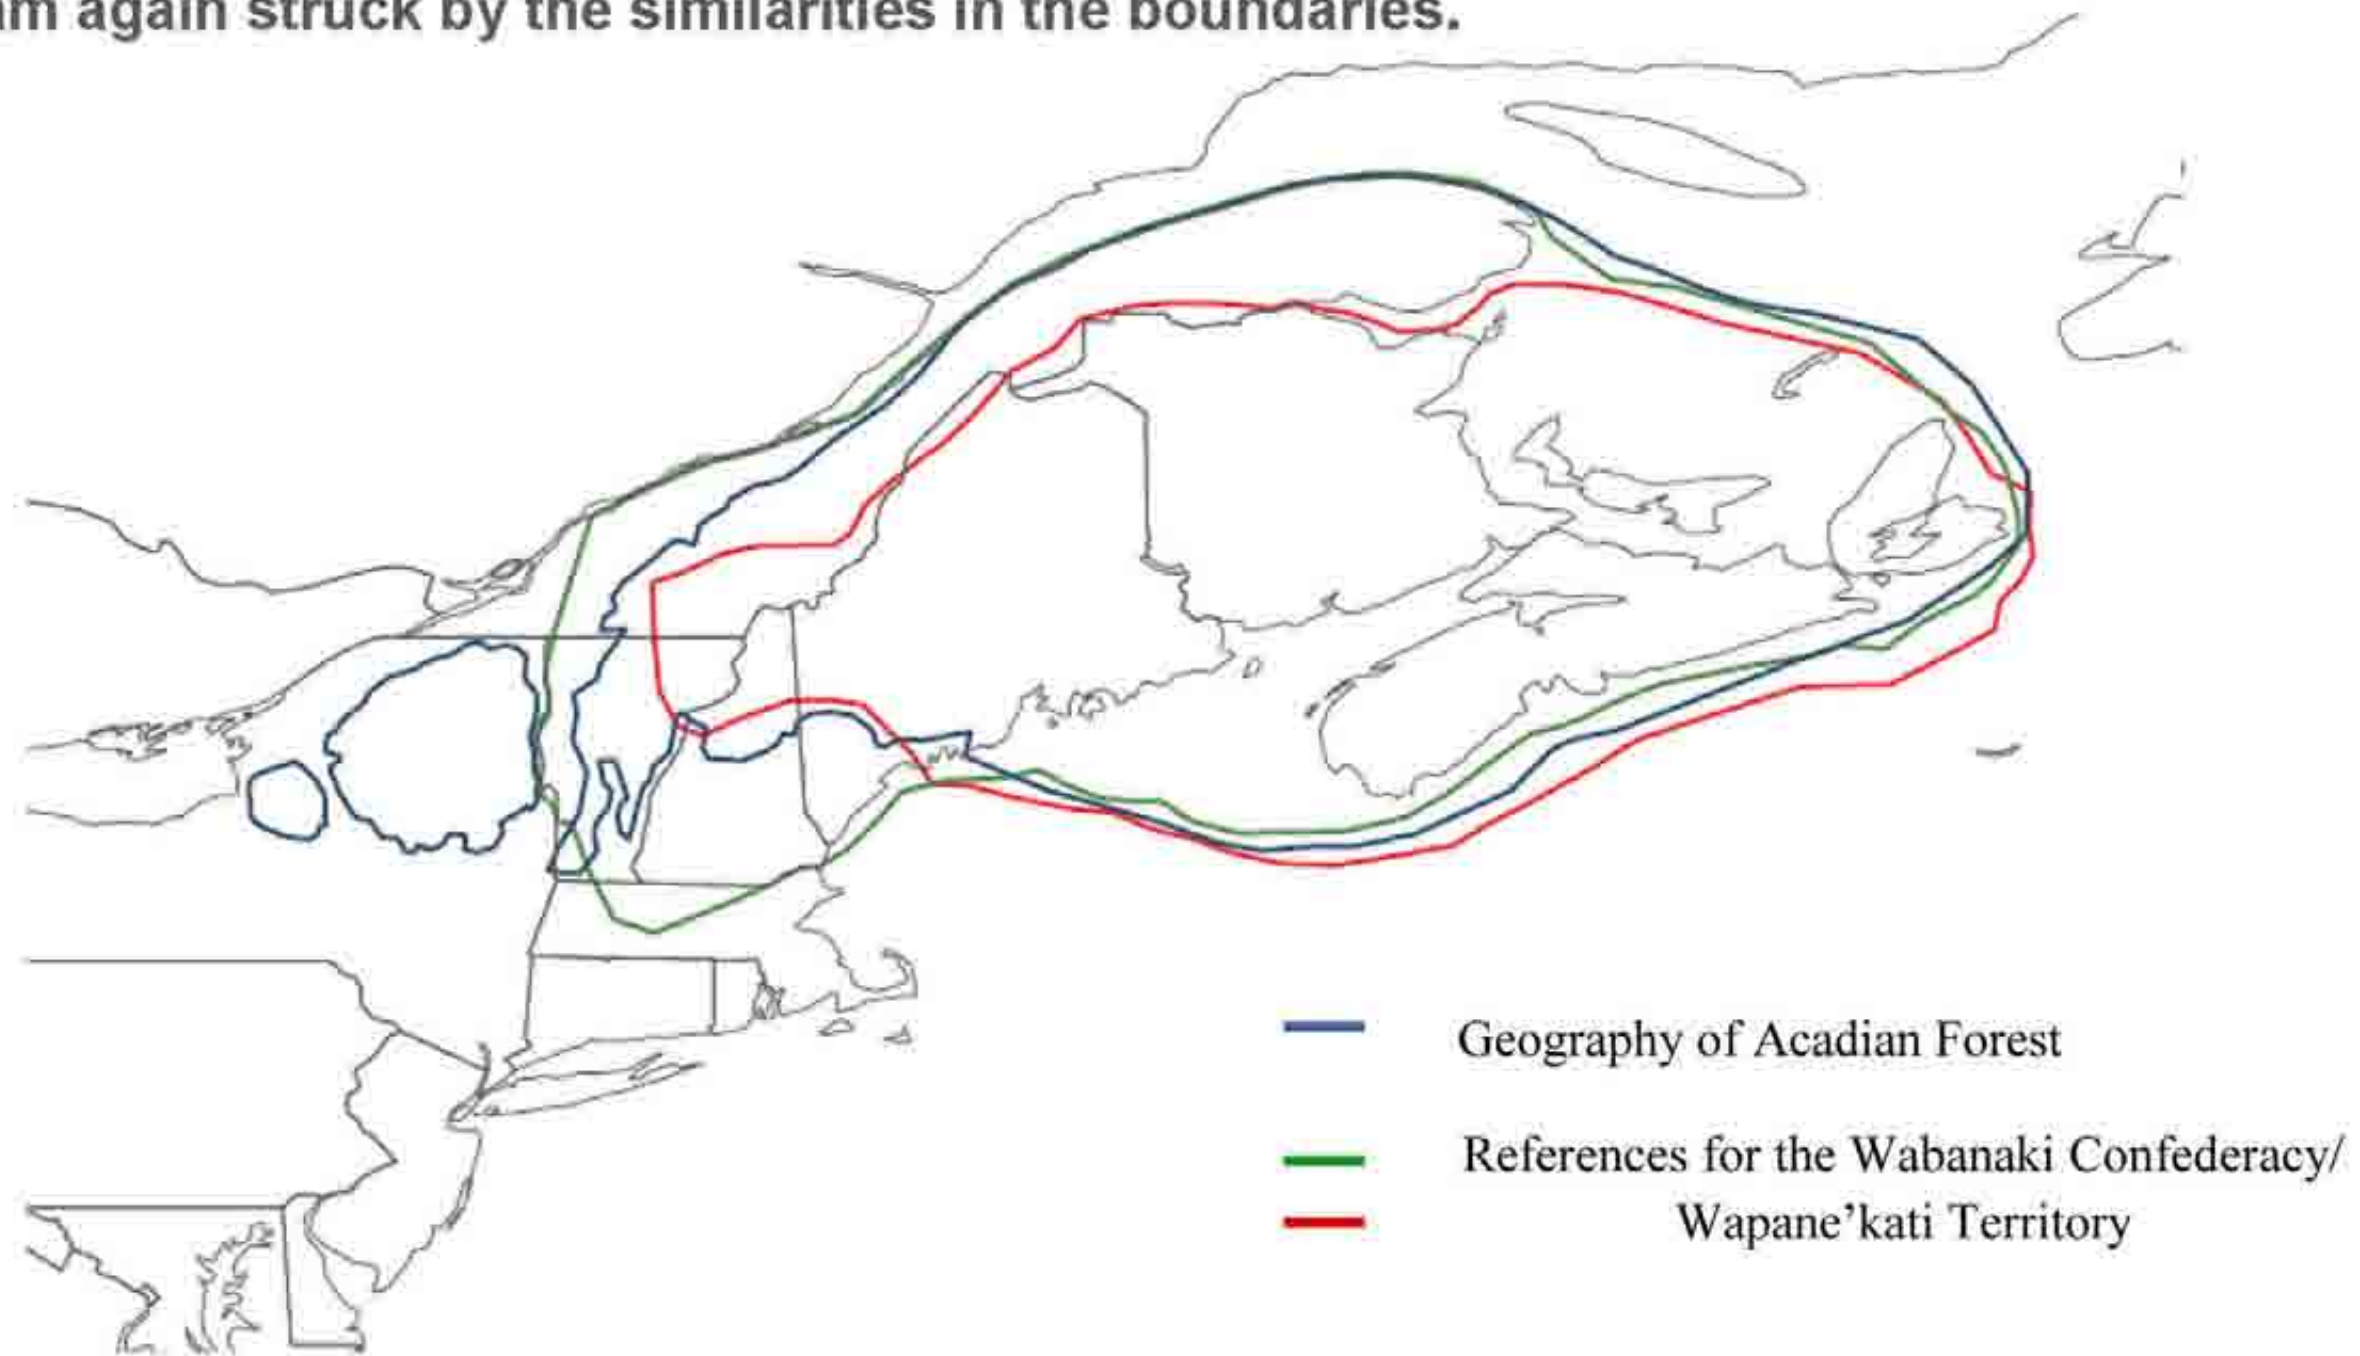 am again struck by the similarities in the boundaries.
Geography of Acadian Forest
References for the Wabanaki Confederacy/
Wapane’kati Territory